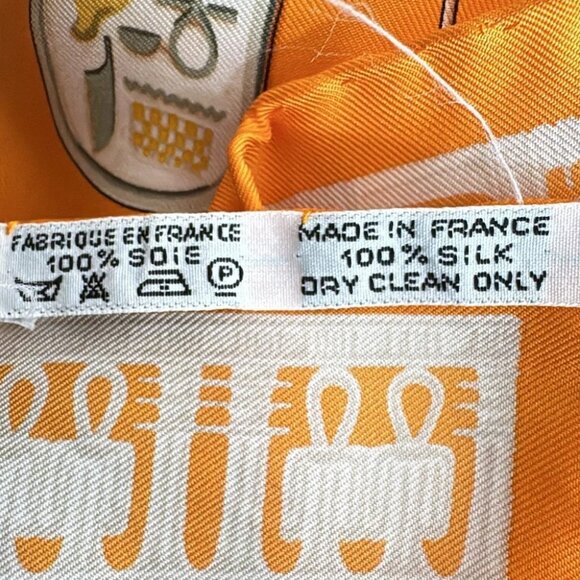 FABRIQUE EN FRANCE
100% SOIE
P
MADE IN FRANCE
100% SILK
DRY CLEAN ONLY